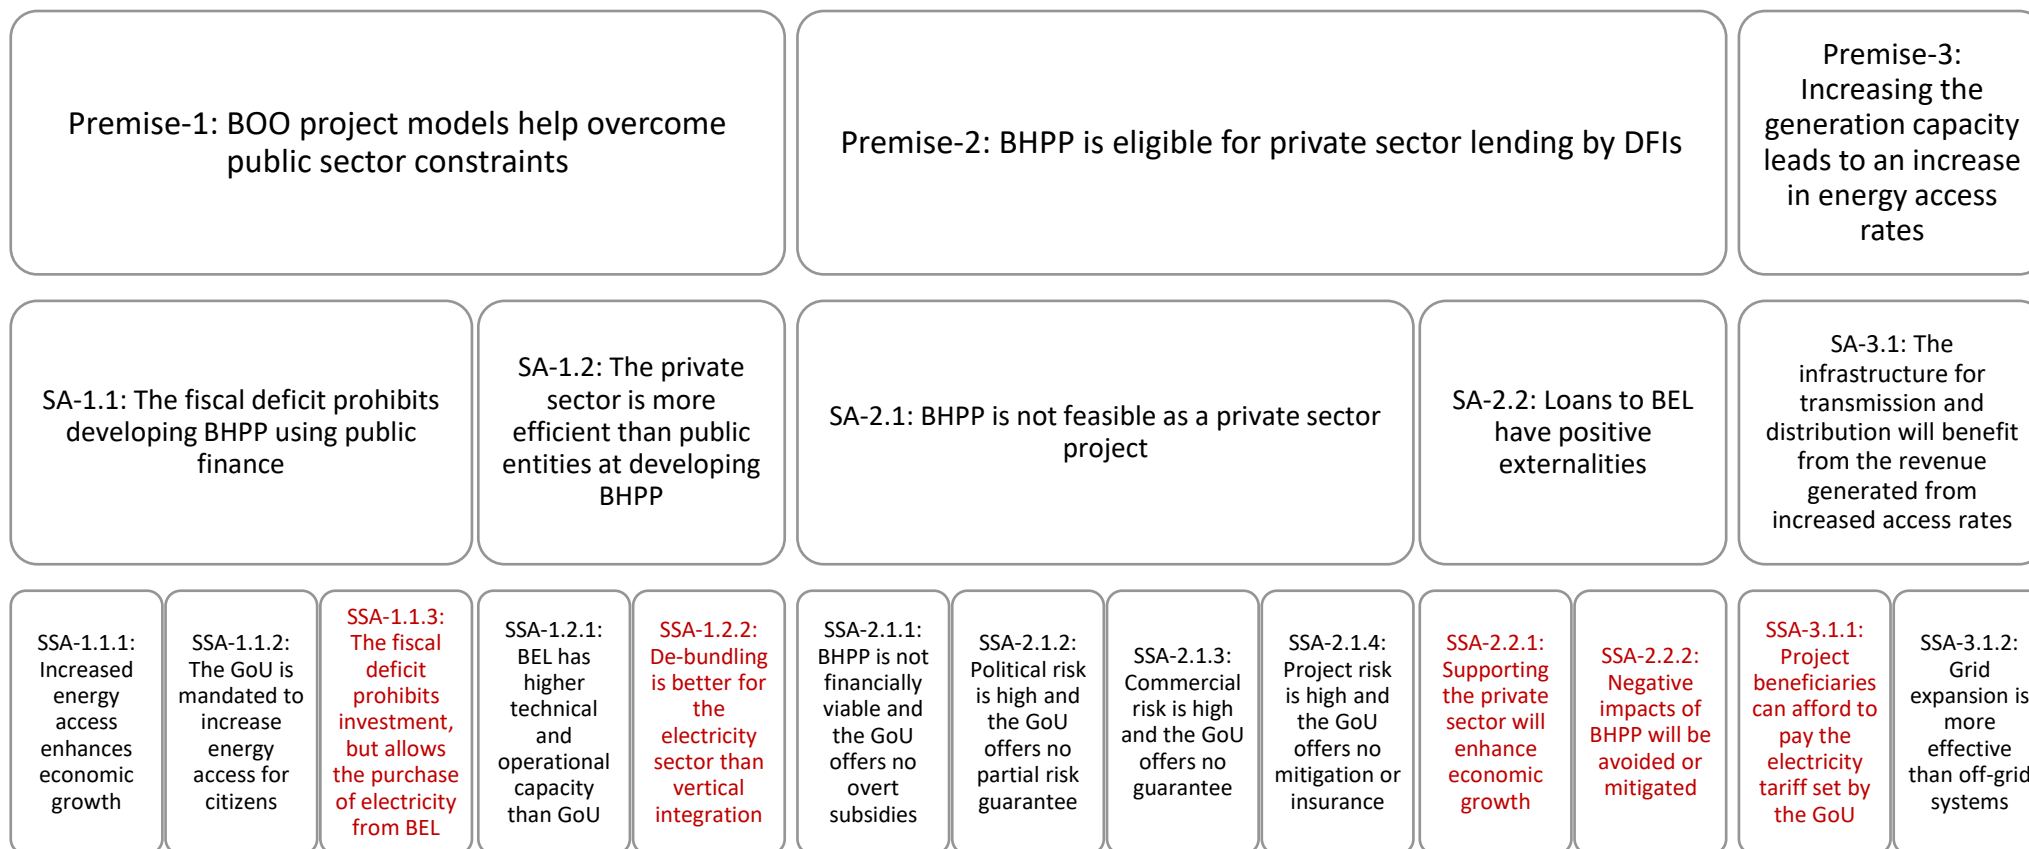 Premise-1: BOO project models help overcome
public sector constraints
Premise-2: BHPP is eligible for private sector lending by DFIs
Premise-3:
Increasing the
generation capacity
leads to an increase
in energy access
rates
SA-1.1: The fiscal deficit prohibits
developing BHPP using public
finance
SA-1.2: The private
sector is more
efficient than public
entities at developing
BHPP
SA-2.1: BHPP is not feasible as a private sector
project
SA-2.2: Loans to BEL
have positive
externalities
SA-3.1: The
infrastructure for
transmission and
distribution will benefit
from the revenue
generated from
increased access rates
SSA-1.1.1:
Increased
energy
access
enhances
economic
growth
SSA-1.1.2:
The GoU is
mandated to
increase
energy
access for
citizens
SSA-1.1.3:
The fiscal
deficit
prohibits
investment,
but allows
the purchase
of electricity
from BEL
SSA-1.2.1:
BEL has
higher
technical
and
operational
capacity
than GoU
SSA-1.2.2:
De-bundling
is better for
the
electricity
sector than
vertical
integration
SSA-2.1.1:
BHPP is not
financially
viable and
the GoU
offers no
overt
subsidies
SSA-2.1.2:
Political risk
is high and
the GoU
offers no
partial risk
guarantee
SSA-2.1.3:
Commercial
risk is high
and the GoU
offers no
guarantee
SSA-2.1.4:
Project risk
is high and
the GoU
offers no
mitigation or
insurance
SSA-2.2.1:
Supporting
the private
sector will
enhance
economic
growth
SSA-2.2.2:
Negative
impacts of
BHPP will be
avoided or
mitigated
SSA-3.1.1:
Project
beneficiaries
can afford to
pay the
electricity
tariff set by
the GoU
SSA-3.1.2:
Grid
expansion is
more
effective
than off-grid
systems